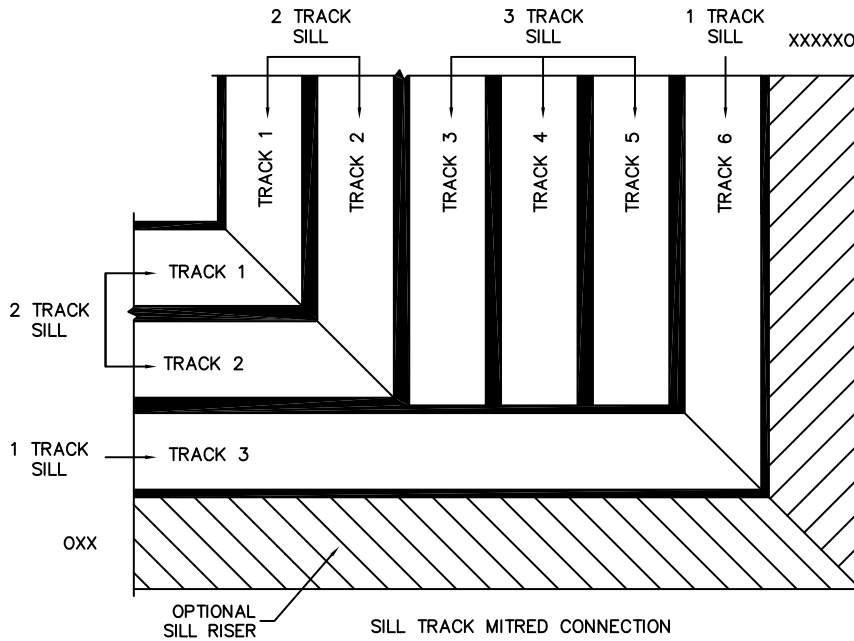 2 TRACK
SILL
3 TRACK
SILL
1 TRACK
SILL
XXXXXO
TRACK 1
TRACK 2
TRACK 3
TRACK 4
TRACK 5
TRACK 6
2 TRACK
SILL
TRACK 1
TRACK 2
1 TRACK
SILL
TRACK 3
OXX
OPTIONAL
SILL RISER
SILL TRACK MITRED CONNECTION